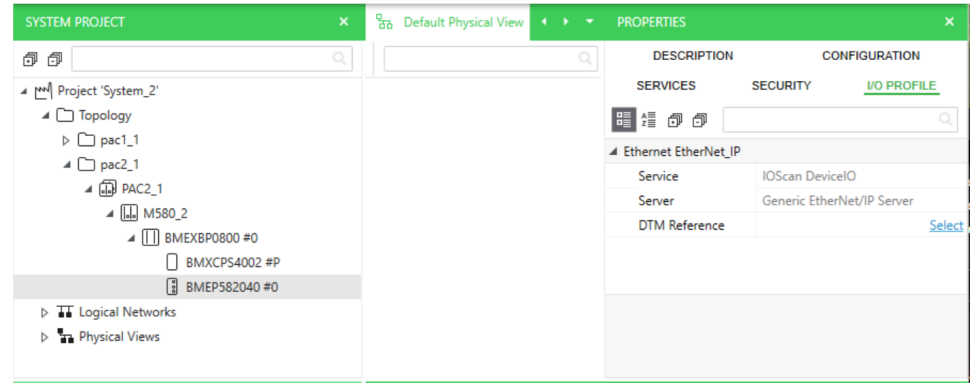 SYSTEM PROJECT
Project 'System_2'
Topology
pac1_1
pac2_1
PAC2_1
M580_2
BMEXBP0800 #0
BMXCPS4002 #P
BMEP582040 #0
Logical Networks
Physical Views
Default Physical View
PROPERTIES
DESCRIPTION CONFIGURATION
SERVICES SECURITY I/O PROFILE
Ethernet EtherNet_IP
Service IOScan DeviceIO
Server Generic EtherNet/IP Server
DTM Reference Select